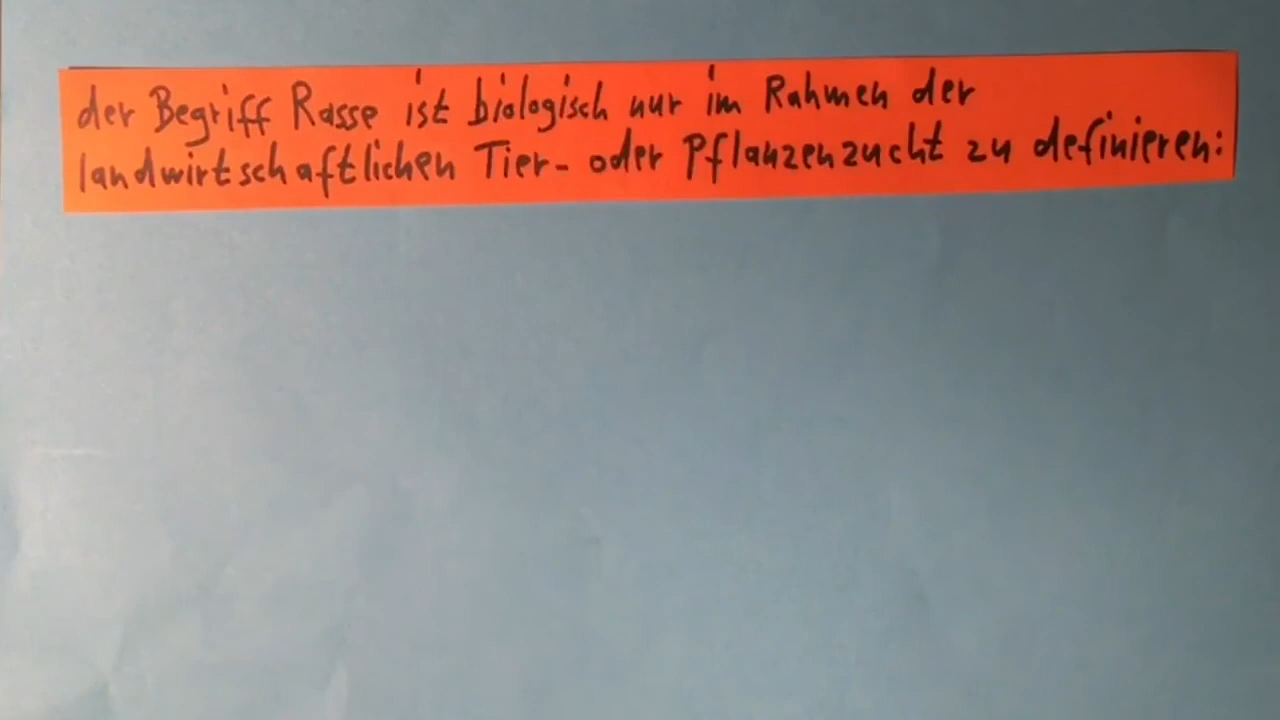 der Begriff Rasse ist biologisch nur im Rahmen der
landwirtschaftlichen Tier- oder Pflanzenzucht zu definieren: